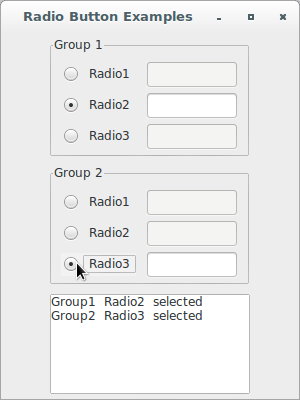 Radio Button Examples
Group 1
Radio1
Radio2
Radio3
Group 2
Radio1
Radio2
Radio3
Group1 Radio2 selected
Group2 Radio3 selected